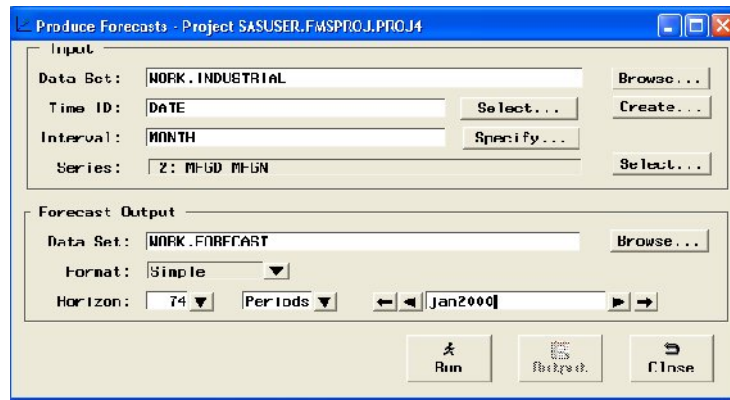 Produce Forecasts - Project SASUSER.FMSPROJ.PROJ4
Input
Data Set: WORK.INDUSTRIAL Browse...
Time ID: DATE Select... Create...
Interval: MONTH Specify...
Series: 2: MFGD MFGN Select...
Forecast Output
Data Set: WORK.FORECAST Browse...
Format: Simple
Horizon: 74 Periods jan2000
Run Output Close